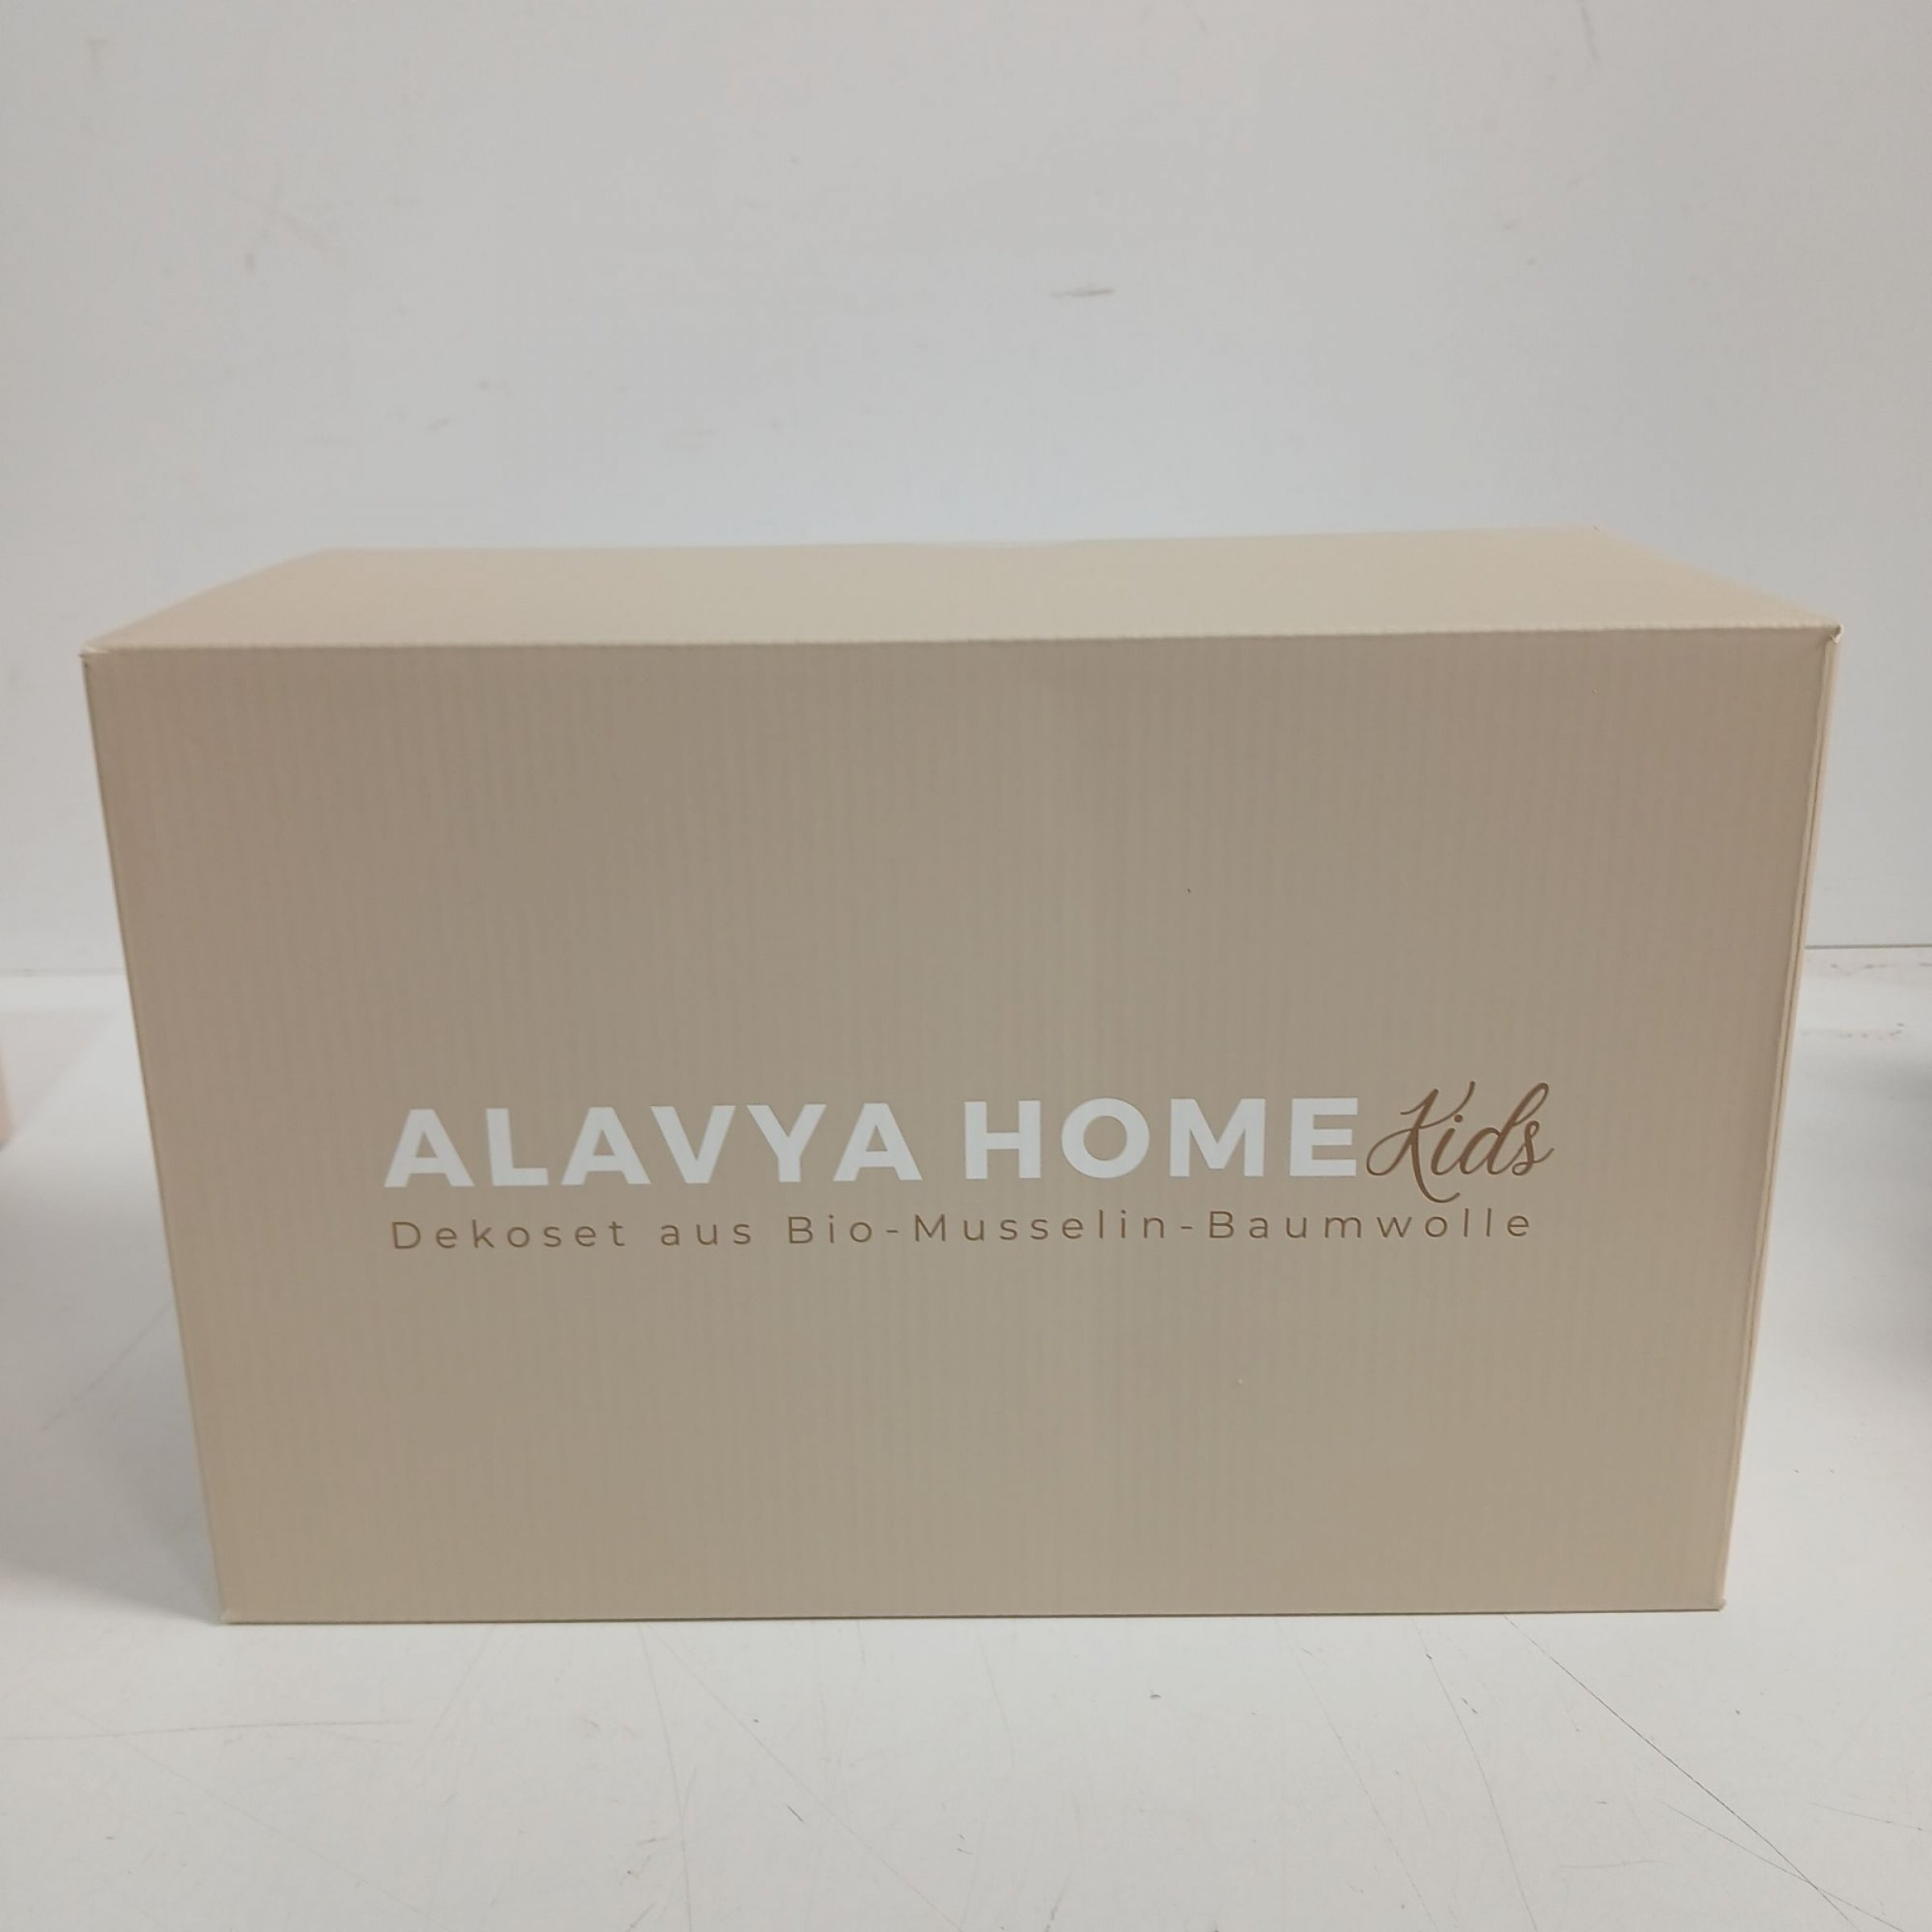 ALAVYA HOME Kids
Dekoset aus Bio-Musselin-Baumwolle